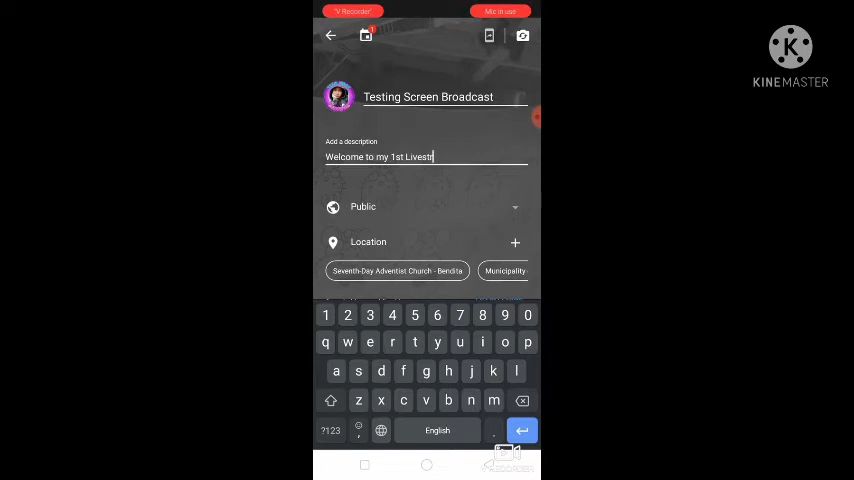 "V Recorder"
Mic in use
1
KINEMASTER
Testing Screen Broadcast
Add a description
Welcome to my 1st Livestr
Public
Location
Seventh-Day Adventist Church - Bendita
Municipality
1 2 3 4 5 6 7 8 9 0
q w e r t y u i o p
a s d f g h j k l
z x c v b n m
?123 , English .